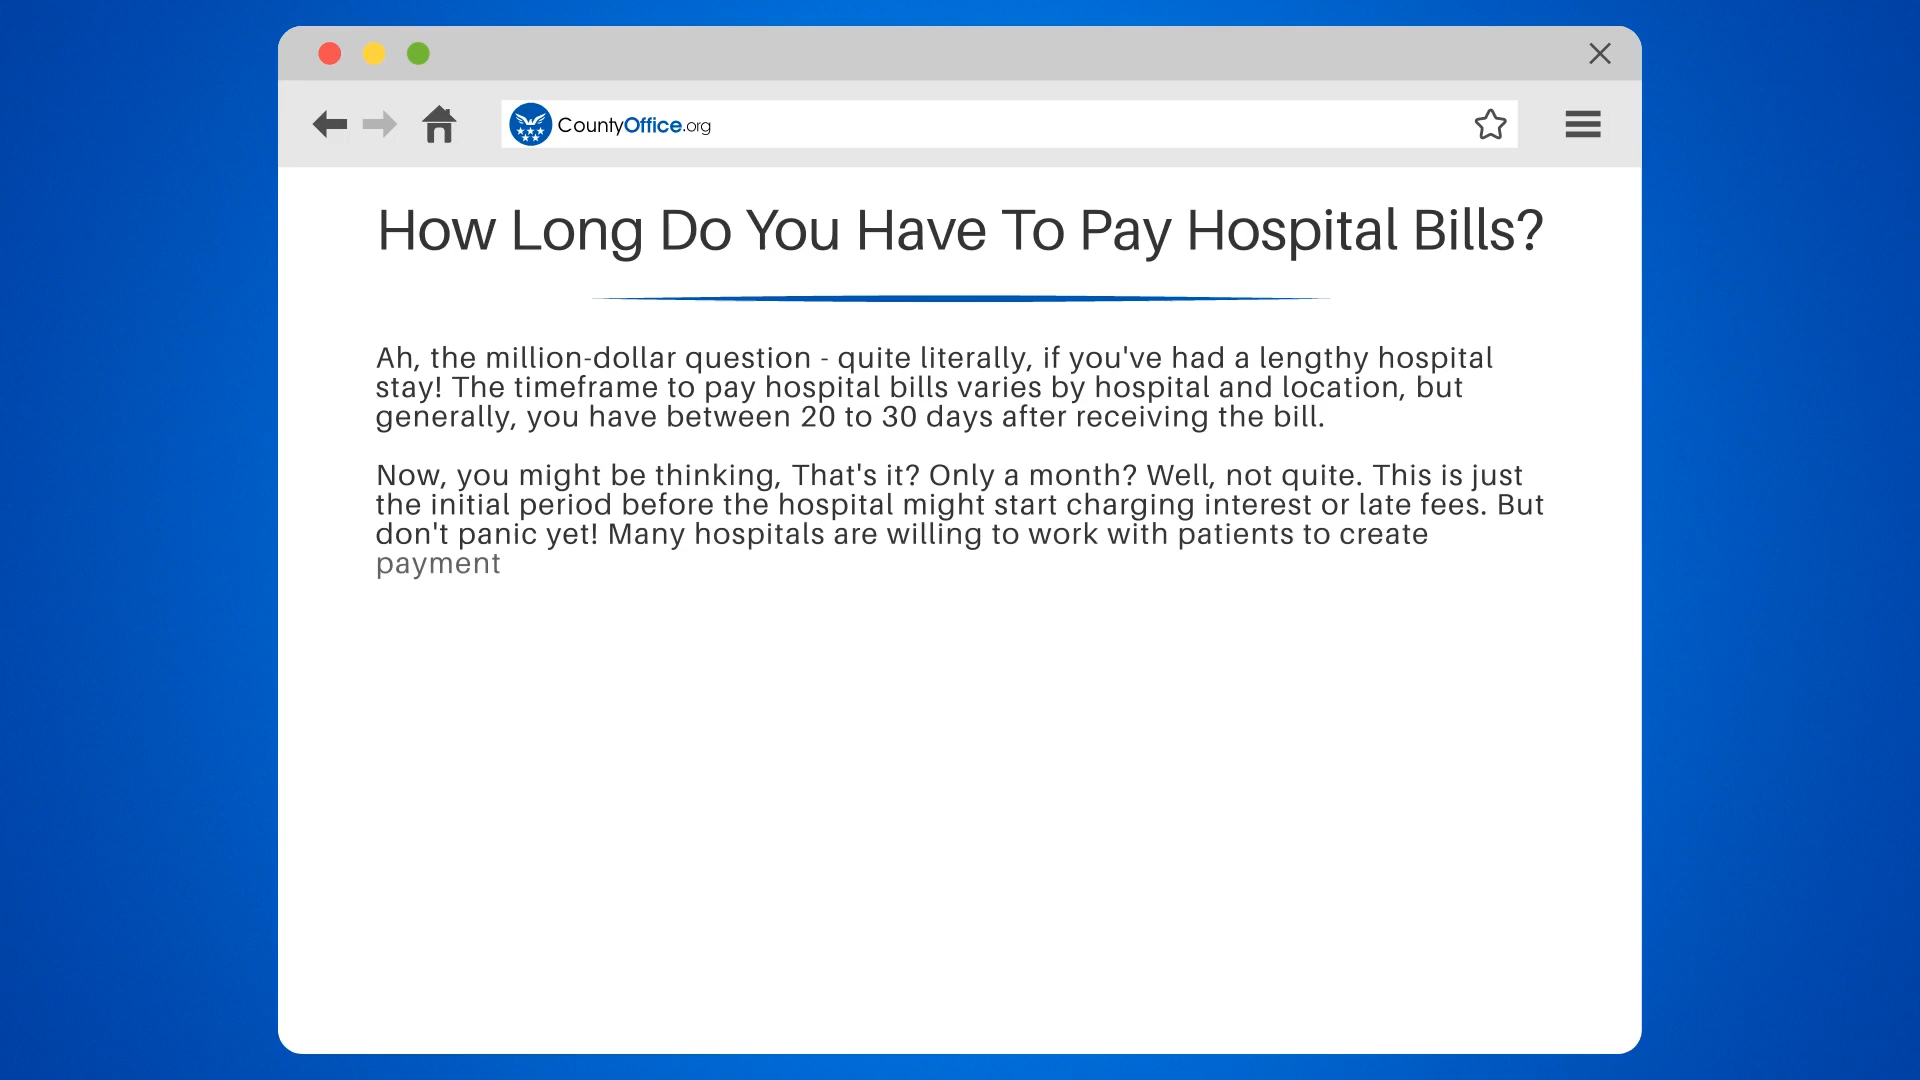 CountyOffice.org
How Long Do You Have To Pay Hospital Bills?
Ah, the million-dollar question - quite literally, if you've had a lengthy hospital
stay! The timeframe to pay hospital bills varies by hospital and location, but
generally, you have between 20 to 30 days after receiving the bill.
Now, you might be thinking, That's it? Only a month? Well, not quite. This is just
the initial period before the hospital might start charging interest or late fees. But
don't panic yet! Many hospitals are willing to work with patients to create
payment